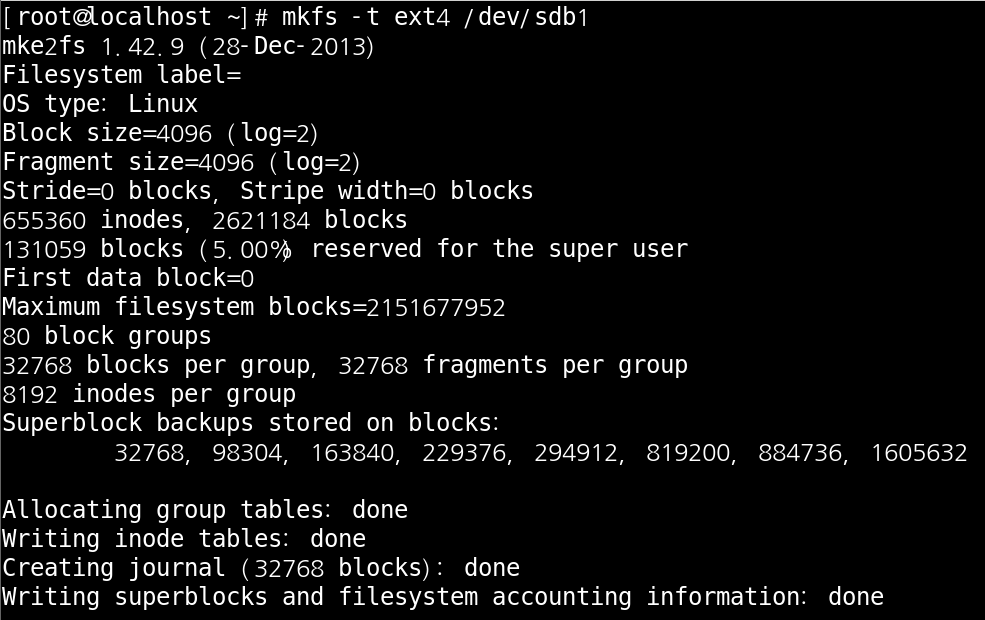 [root@localhost ~]# mkfs -t ext4 /dev/sdb1
mke2fs 1.42.9 (28-Dec-2013)
Filesystem label=
OS type: Linux
Block size=4096 (log=2)
Fragment size=4096 (log=2)
Stride=0 blocks, Stripe width=0 blocks
655360 inodes, 2621184 blocks
131059 blocks (5.00%) reserved for the super user
First data block=0
Maximum filesystem blocks=2151677952
80 block groups
32768 blocks per group, 32768 fragments per group
8192 inodes per group
Superblock backups stored on blocks:
32768, 98304, 163840, 229376, 294912, 819200, 884736, 1605632
Allocating group tables: done
Writing inode tables: done
Creating journal (32768 blocks): done
Writing superblocks and filesystem accounting information: done